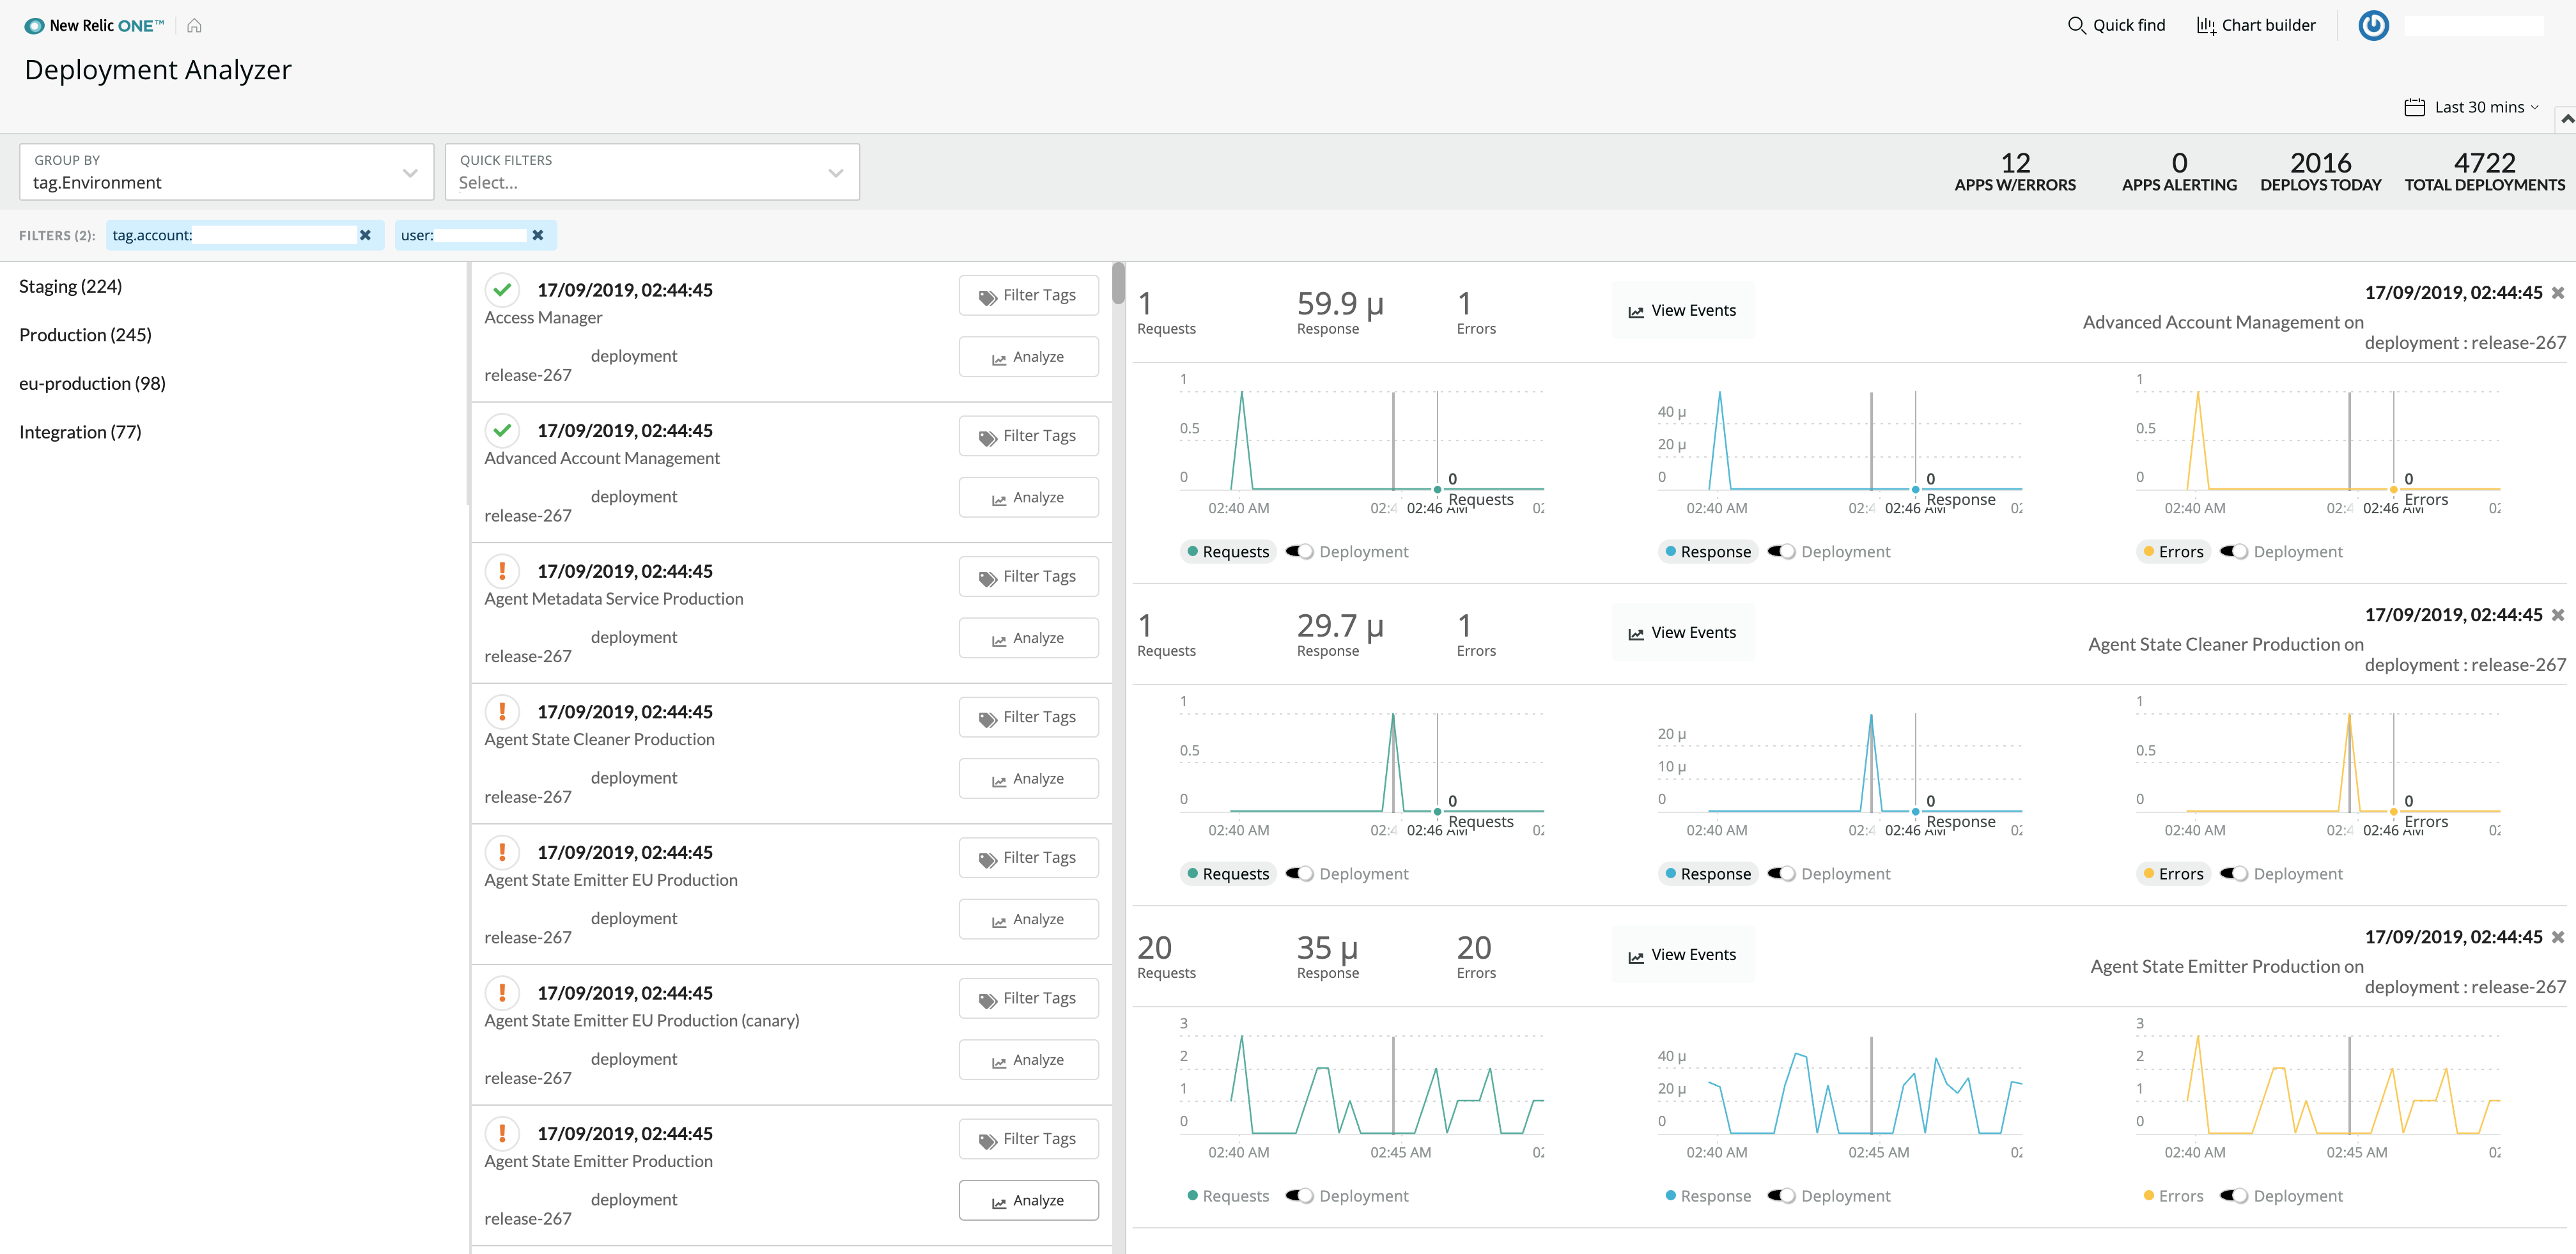 New Relic ONE™
Quick find
Chart builder
Deployment Analyzer
Last 30 mins
GROUP BY
tag.Environment
QUICK FILTERS
Select...
12
APPS W/ERRORS
0
APPS ALERTING
2016
DEPLOYS TODAY
4722
TOTAL DEPLOYMENTS
FILTERS (2):
tag.account:
user:
Staging (224)
Production (245)
eu-production (98)
Integration (77)
17/09/2019, 02:44:45
Access Manager
deployment
release-267
Filter Tags
Analyze
17/09/2019, 02:44:45
Advanced Account Management
deployment
release-267
Filter Tags
Analyze
17/09/2019, 02:44:45
Agent Metadata Service Production
deployment
release-267
Filter Tags
Analyze
17/09/2019, 02:44:45
Agent State Cleaner Production
deployment
release-267
Filter Tags
Analyze
17/09/2019, 02:44:45
Agent State Emitter EU Production
deployment
release-267
Filter Tags
Analyze
17/09/2019, 02:44:45
Agent State Emitter EU Production (canary)
deployment
release-267
Filter Tags
Analyze
17/09/2019, 02:44:45
Agent State Emitter Production
deployment
release-267
Filter Tags
Analyze
1
Requests
59.9 µ
Response
1
Errors
View Events
17/09/2019, 02:44:45
Advanced Account Management on
deployment : release-267
1
0.5
0
0
Requests
02:40 AM
02:46 AM
Requests
Deployment
40 µ
20 µ
0
0
Response
02:40 AM
02:46 AM
Response
Deployment
1
0.5
0
0
Errors
02:40 AM
02:46 AM
Errors
Deployment
1
Requests
29.7 µ
Response
1
Errors
View Events
17/09/2019, 02:44:45
Agent State Cleaner Production on
deployment : release-267
1
0.5
0
0
Requests
02:40 AM
02:46 AM
Requests
Deployment
20 µ
10 µ
0
0
Response
02:40 AM
02:46 AM
Response
Deployment
1
0.5
0
0
Errors
02:40 AM
02:46 AM
Errors
Deployment
20
Requests
35 µ
Response
20
Errors
View Events
17/09/2019, 02:44:45
Agent State Emitter Production on
deployment : release-267
3
2
1
0
02:40 AM
02:45 AM
Requests
Deployment
40 µ
20 µ
0
02:40 AM
02:45 AM
Response
Deployment
3
2
1
0
02:40 AM
02:45 AM
Errors
Deployment